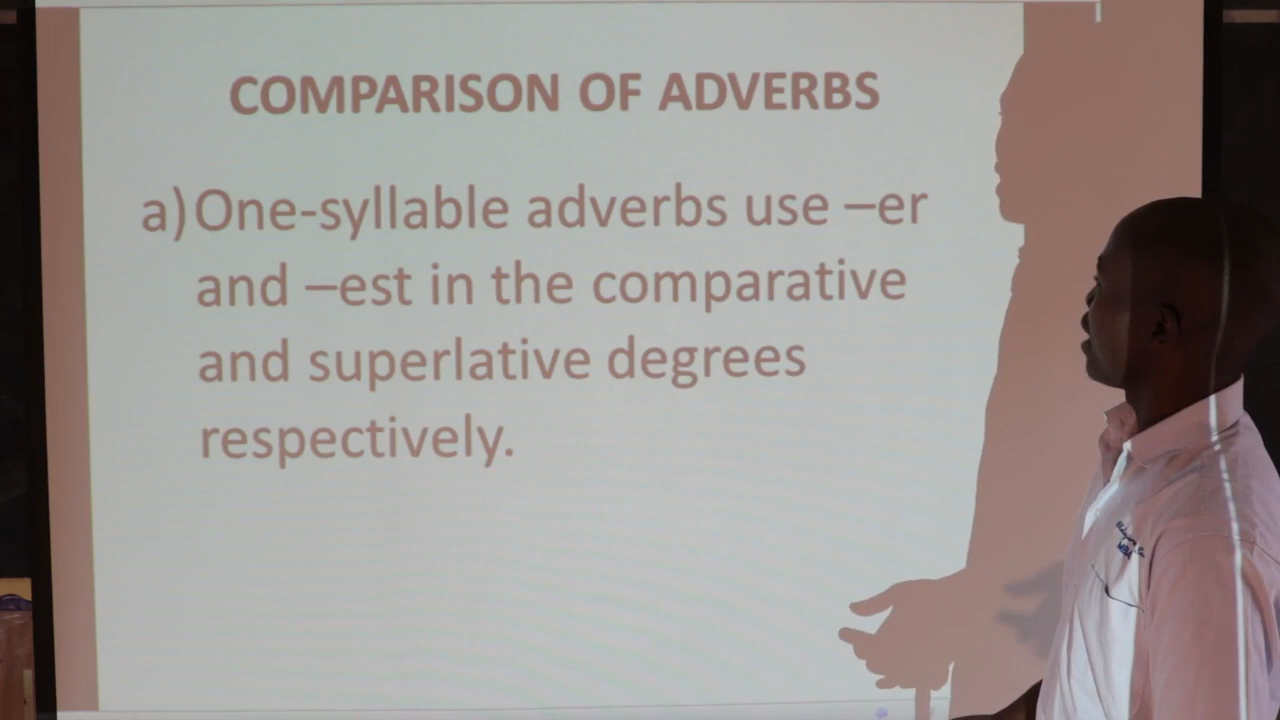 COMPARISON OF ADVERBS
a) One-syllable adverbs use –er
and –est in the comparative
and superlative degrees
respectively.